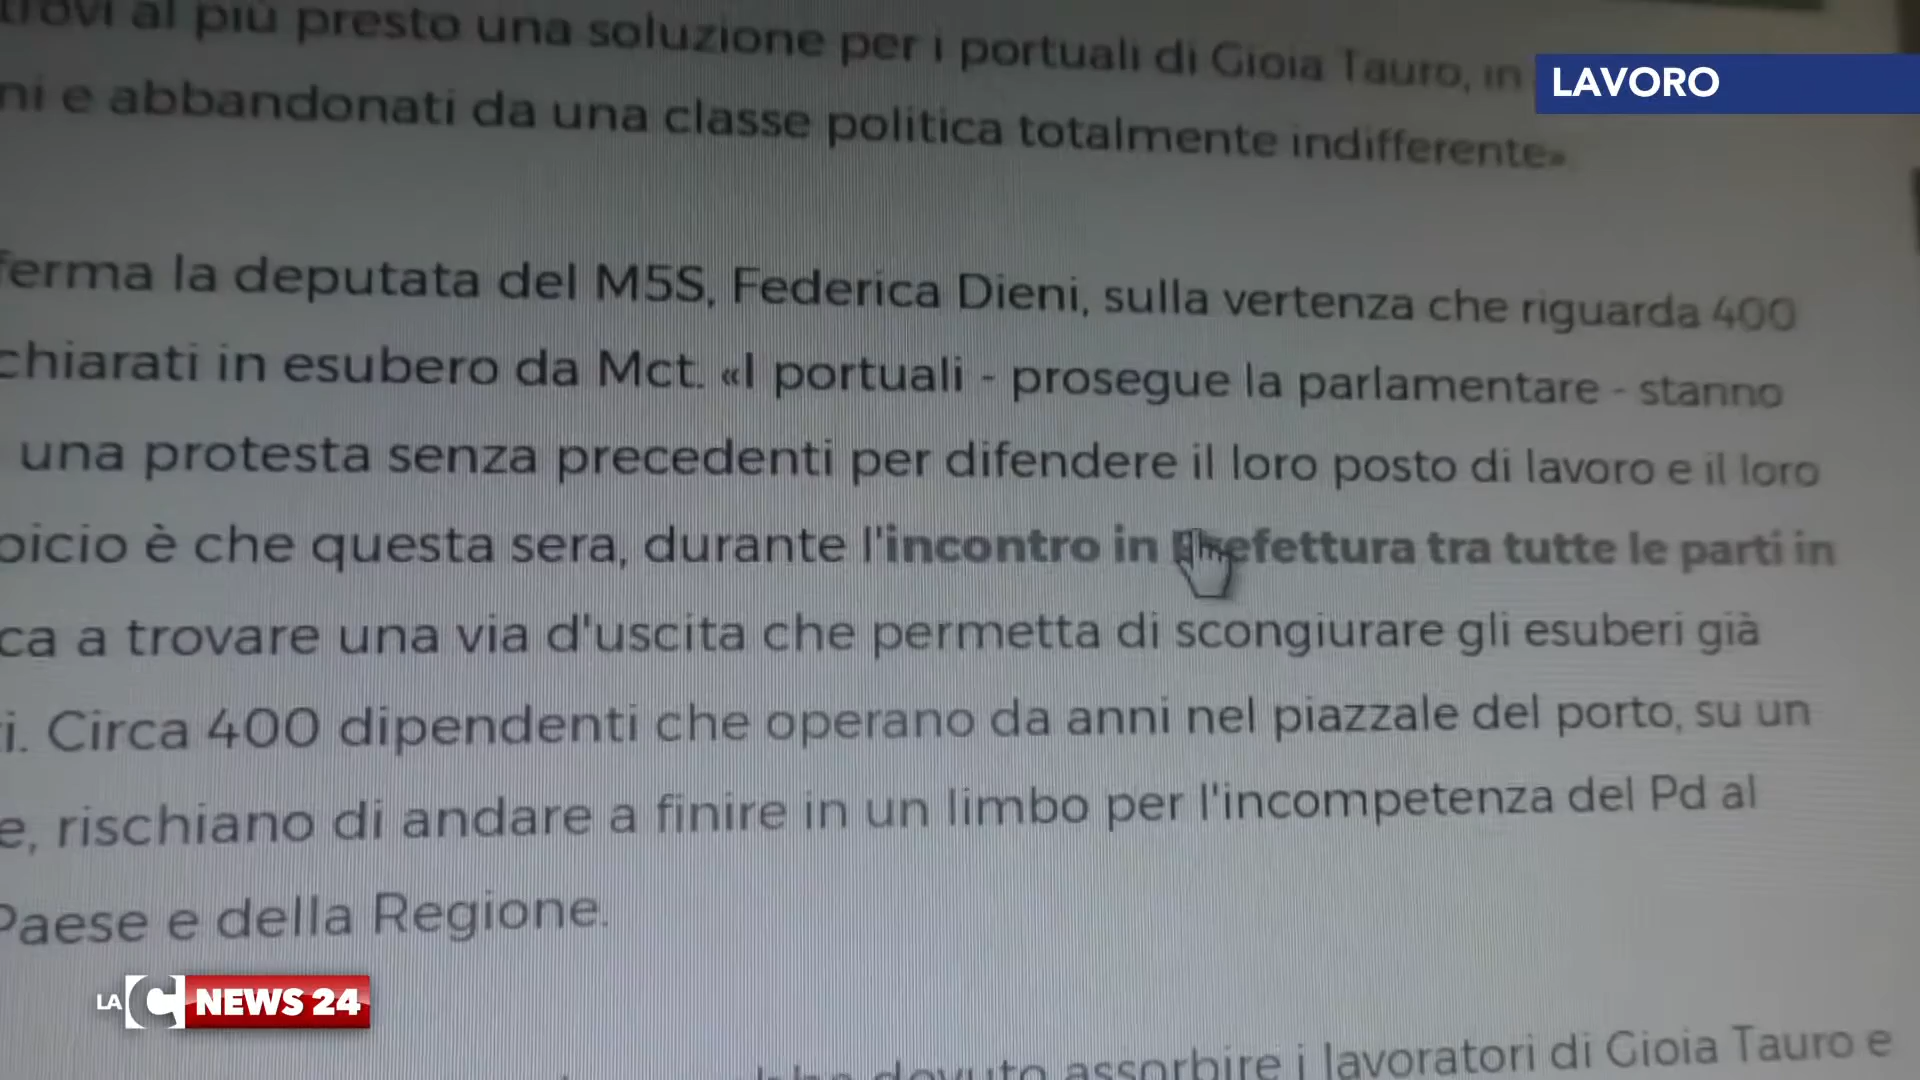 trovi al più presto una soluzione per i portuali di Gioia Tauro, in
LAVORO
ni e abbandonati da una classe politica totalmente indifferente»
ferma la deputata del M5S, Federica Dieni, sulla vertenza che riguarda 400
chiarati in esubero da Mct. «I portuali - prosegue la parlamentare - stanno
una protesta senza precedenti per difendere il loro posto di lavoro e il loro
picio è che questa sera, durante l'incontro in Prefettura tra tutte le parti in
ca a trovare una via d'uscita che permetta di scongiurare gli esuberi già
i. Circa 400 dipendenti che operano da anni nel piazzale del porto, su un
e, rischiano di andare a finire in un limbo per l'incompetenza del Pd al
Paese e della Regione.
LA C NEWS 24
dovuto assorbire i lavoratori di Gioia Tauro e